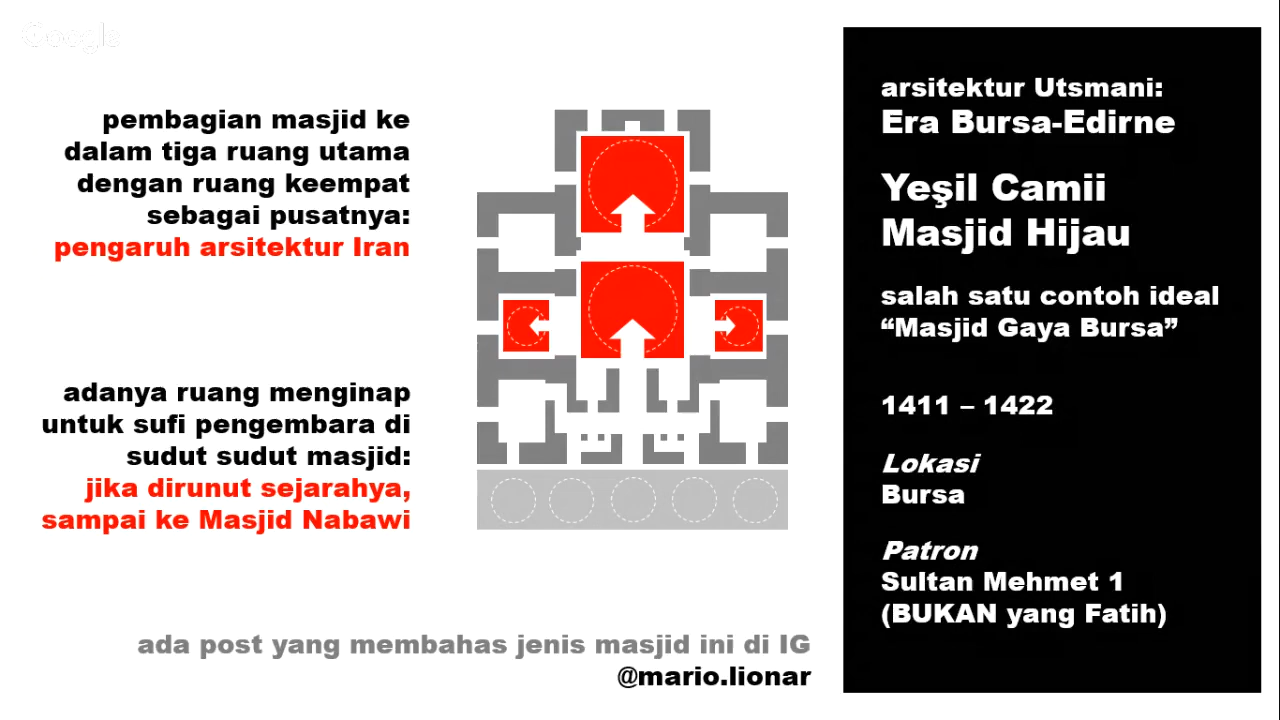 Google
pembagian masjid ke
dalam tiga ruang utama
dengan ruang keempat
sebagai pusatnya:
pengaruh arsitektur Iran
adanya ruang menginap
untuk sufi pengembara di
sudut sudut masjid:
jika dirunut sejarahya,
sampai ke Masjid Nabawi
ada post yang membahas jenis masjid ini di IG
@mario.lionar
arsitektur Utsmani:
Era Bursa-Edirne
Yeşil Camii
Masjid Hijau
salah satu contoh ideal
“Masjid Gaya Bursa”
1411 – 1422
Lokasi
Bursa
Patron
Sultan Mehmet 1
(BUKAN yang Fatih)